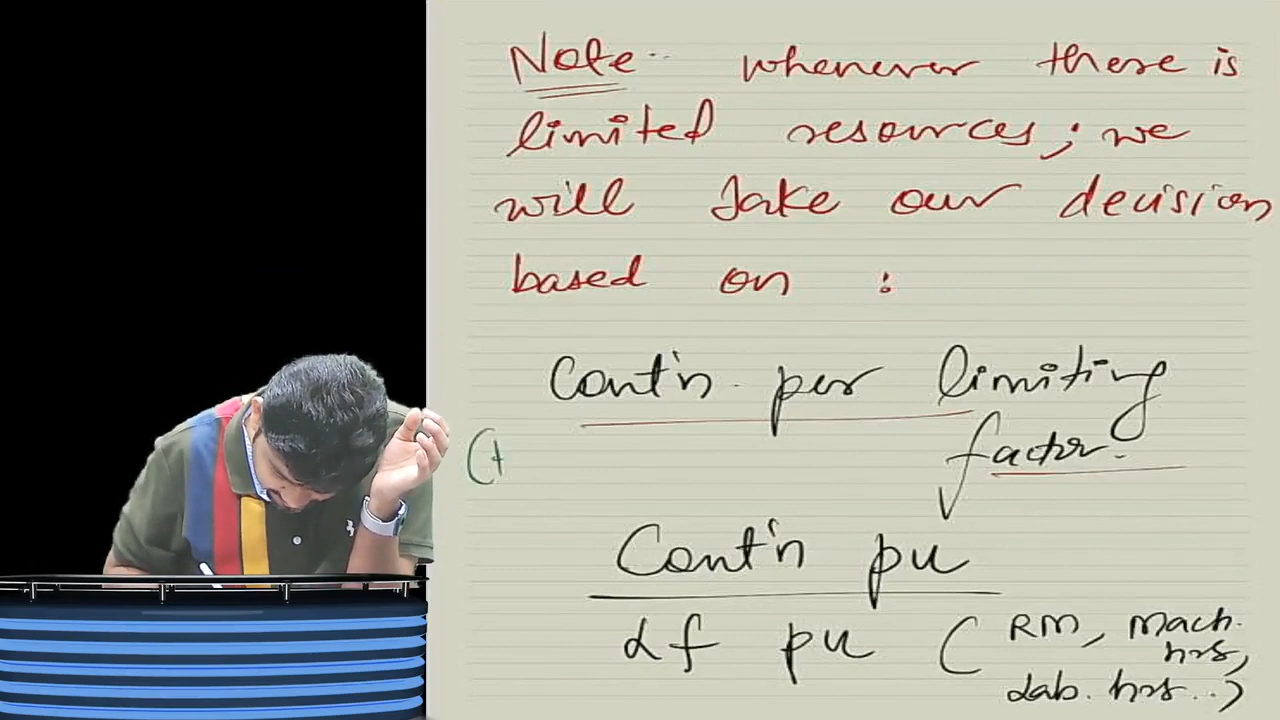 Note:- whenever there is
limited resources; we
will take our decision
based on :
Cont'n. per limiting
factor.
(+
Cont'n pu
Lf pu ( RM, Mach.
hrs,
Lab. hrs..)